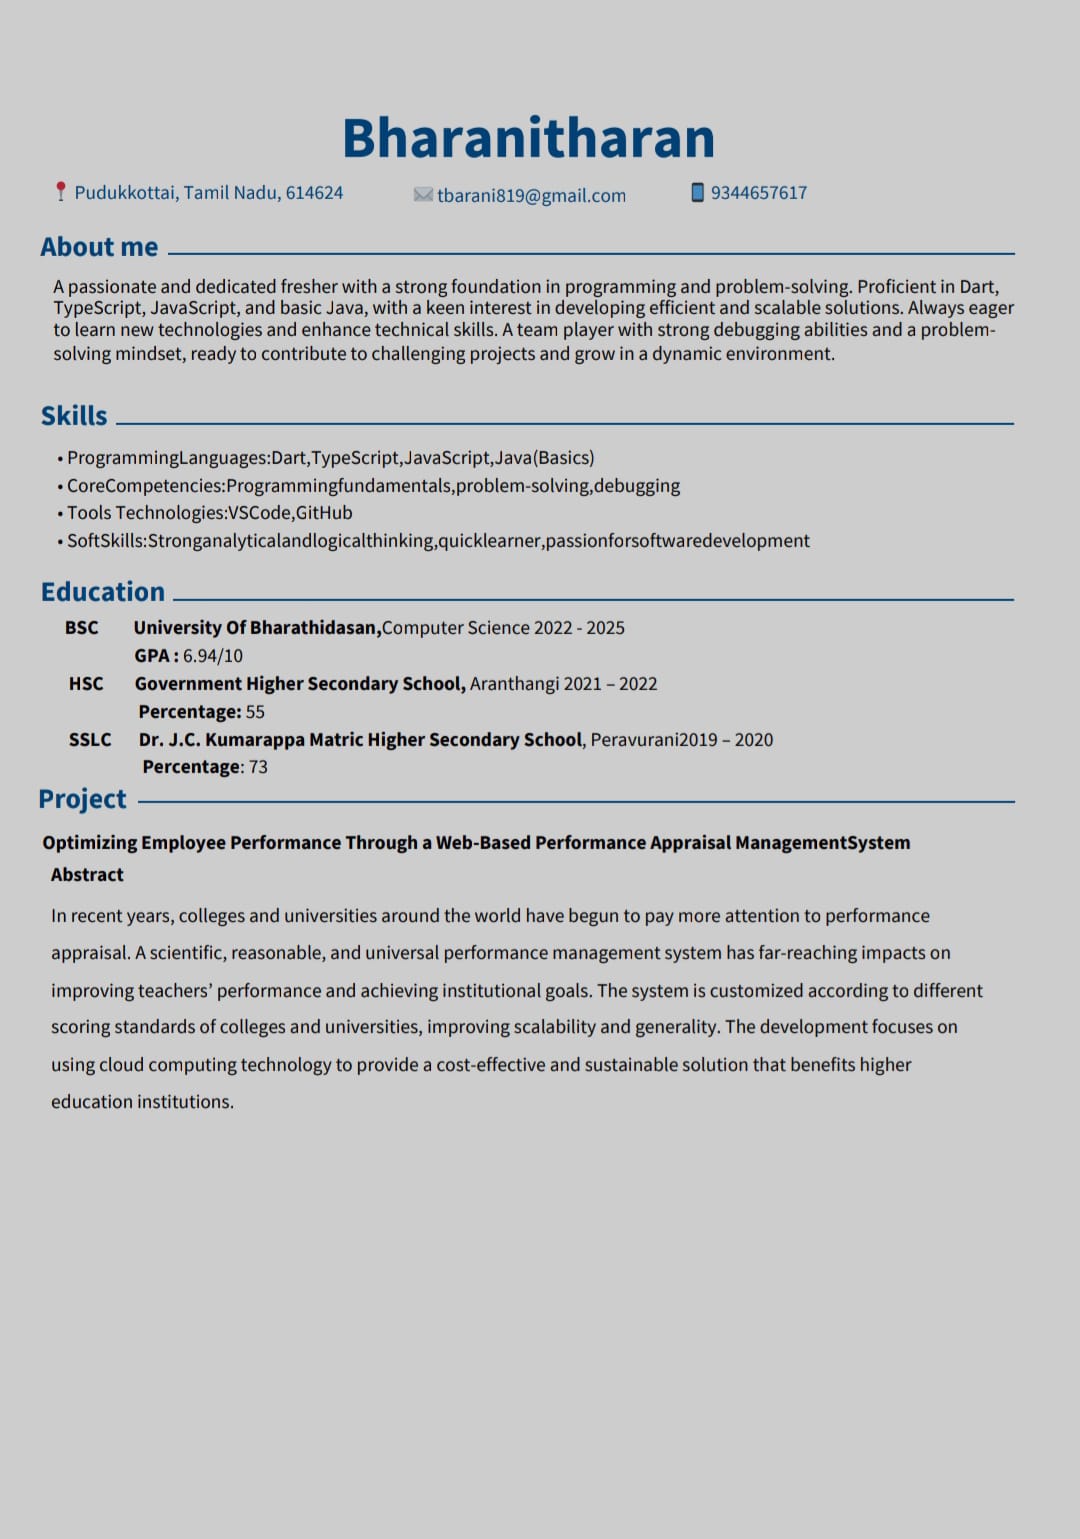 Bharanitharan
Pudukkottai, Tamil Nadu, 614624 tbarani819@gmail.com 9344657617
About me
A passionate and dedicated fresher with a strong foundation in programming and problem-solving. Proficient in Dart,
TypeScript, JavaScript, and basic Java, with a keen interest in developing efficient and scalable solutions. Always eager
to learn new technologies and enhance technical skills. A team player with strong debugging abilities and a problem-
solving mindset, ready to contribute to challenging projects and grow in a dynamic environment.
Skills
• ProgrammingLanguages:Dart,TypeScript,JavaScript,Java(Basics)
• CoreCompetencies:Programmingfundamentals,problem-solving,debugging
• Tools Technologies:VSCode,GitHub
• SoftSkills:Stronganalyticalandlogicalthinking,quicklearner,passionforsoftwaredevelopment
Education
BSC University Of Bharathidasan,Computer Science 2022 - 2025
GPA : 6.94/10
HSC Government Higher Secondary School, Aranthangi 2021 – 2022
Percentage: 55
SSLC Dr. J.C. Kumarappa Matric Higher Secondary School, Peravurani2019 – 2020
Percentage: 73
Project
Optimizing Employee Performance Through a Web-Based Performance Appraisal ManagementSystem
Abstract
In recent years, colleges and universities around the world have begun to pay more attention to performance
appraisal. A scientific, reasonable, and universal performance management system has far-reaching impacts on
improving teachers’ performance and achieving institutional goals. The system is customized according to different
scoring standards of colleges and universities, improving scalability and generality. The development focuses on
using cloud computing technology to provide a cost-effective and sustainable solution that benefits higher
education institutions.